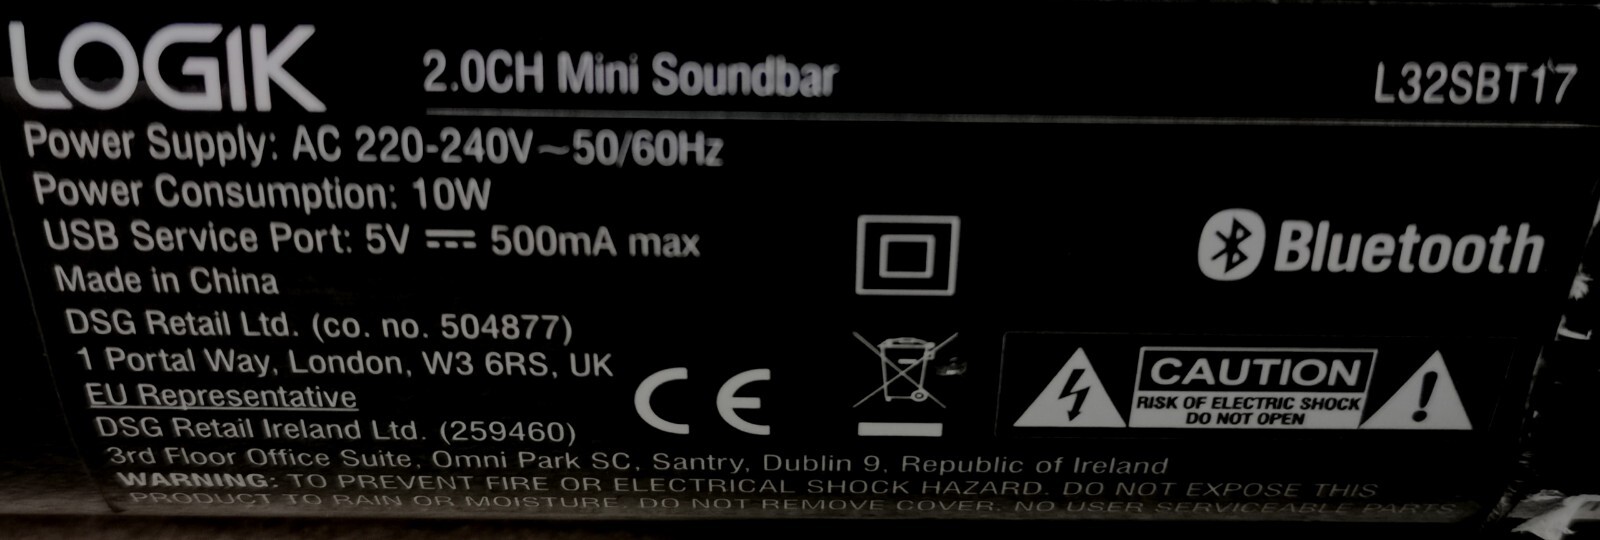 LOGIK 2.0CH Mini Soundbar L32SBT17
Power Supply: AC 220-240V~50/60Hz
Power Consumption: 10W
USB Service Port: 5V ⎓ 500mA max
Made in China
Bluetooth
DSG Retail Ltd. (co. no. 504877)
1 Portal Way, London, W3 6RS, UK
EU Representative
DSG Retail Ireland Ltd. (259460)
3rd Floor Office Suite, Omni Park SC, Santry, Dublin 9, Republic of Ireland
CE
CAUTION
RISK OF ELECTRIC SHOCK
DO NOT OPEN
WARNING: TO PREVENT FIRE OR ELECTRICAL SHOCK HAZARD. DO NOT EXPOSE THIS
PRODUCT TO RAIN OR MOISTURE. DO NOT REMOVE COVER. NO USER SERVICEABLE PARTS